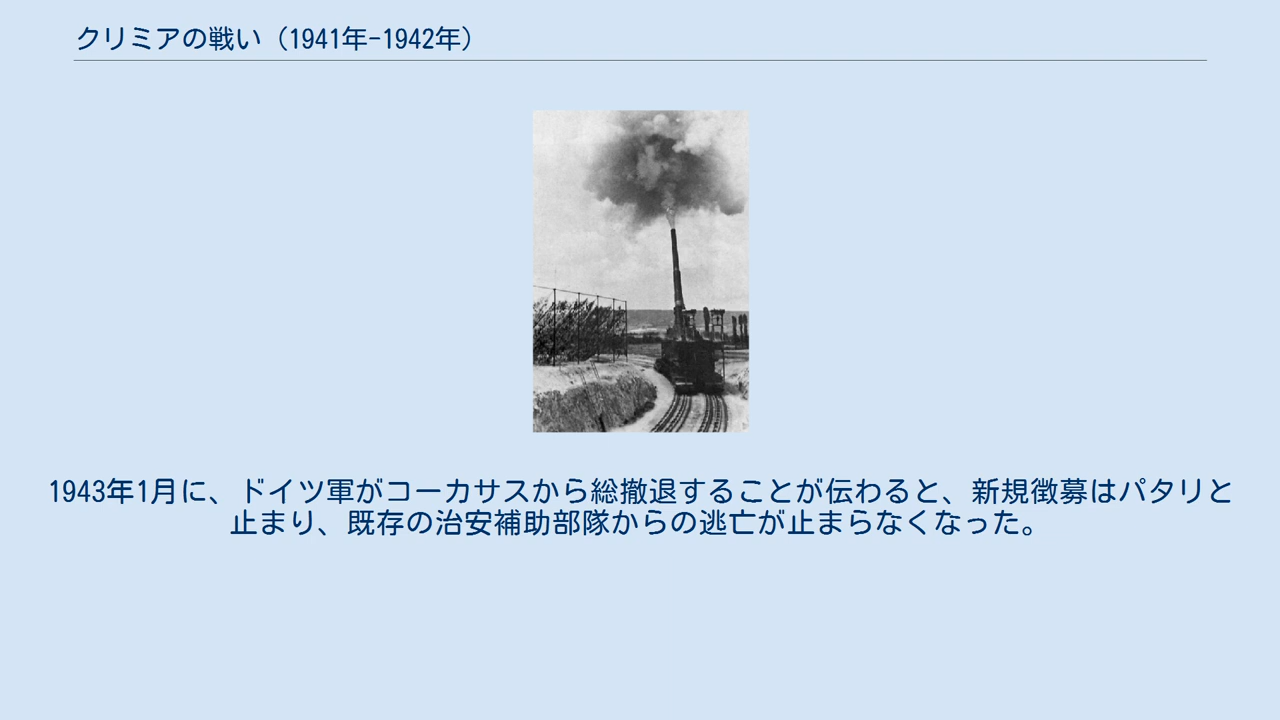 クリミアの戦い（1941年-1942年）
1943年1月に、ドイツ軍がコーカサスから総撤退することが伝わると、新規徴募はパタリと
止まり、既存の治安補助部隊からの逃亡が止まらなくなった。